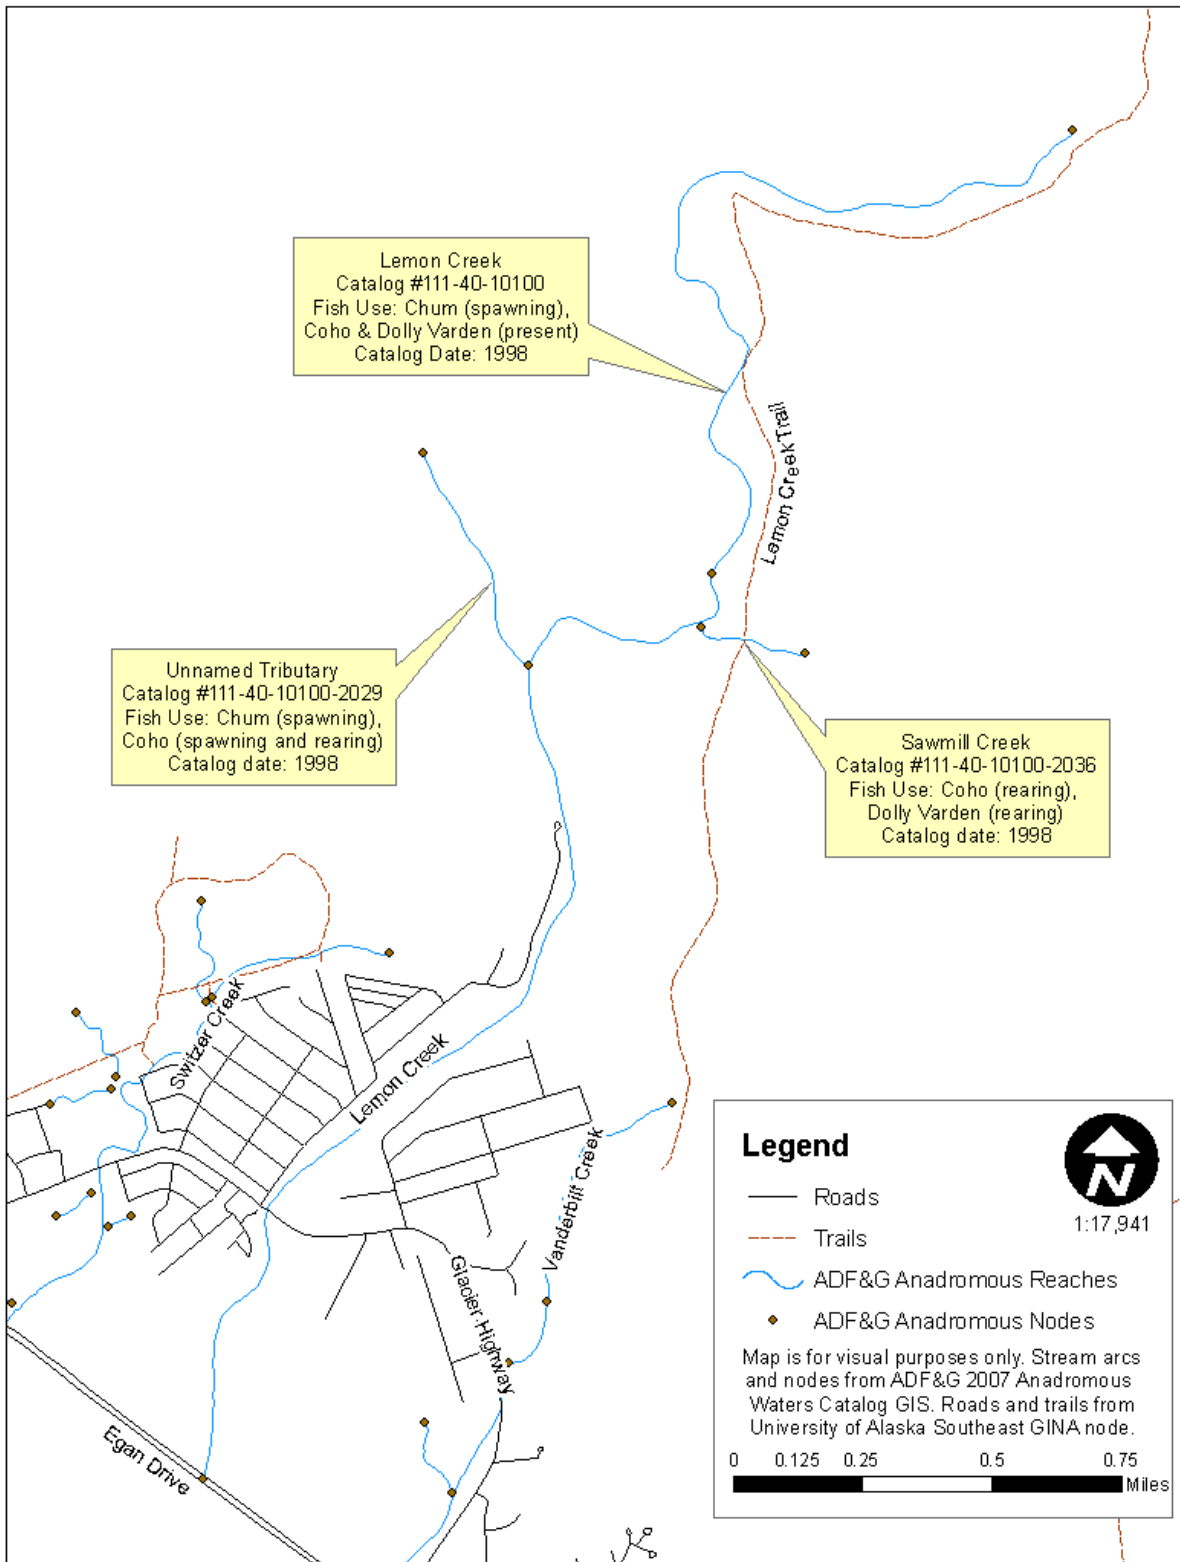 Lemon Creek
Catalog #111-40-10100
Fish Use: Chum (spawning),
Coho & Dolly Varden (present)
Catalog Date: 1998
Lemon Creek Trail
Unnamed Tributary
Catalog #111-40-10100-2029
Fish Use: Chum (spawning),
Coho (spawning and rearing)
Catalog date: 1998
Sawmill Creek
Catalog #111-40-10100-2036
Fish Use: Coho (rearing),
Dolly Varden (rearing)
Catalog date: 1998
Switzer Creek
Lemon Creek
Vanderbilt Creek
Glacier Highway
Egan Drive
Legend
N
1:17,941
Roads
Trails
ADF&G Anadromous Reaches
ADF&G Anadromous Nodes
Map is for visual purposes only. Stream arcs
and nodes from ADF&G 2007 Anadromous
Waters Catalog GIS. Roads and trails from
University of Alaska Southeast GINA node.
0 0.125 0.25 0.5 0.75
Miles